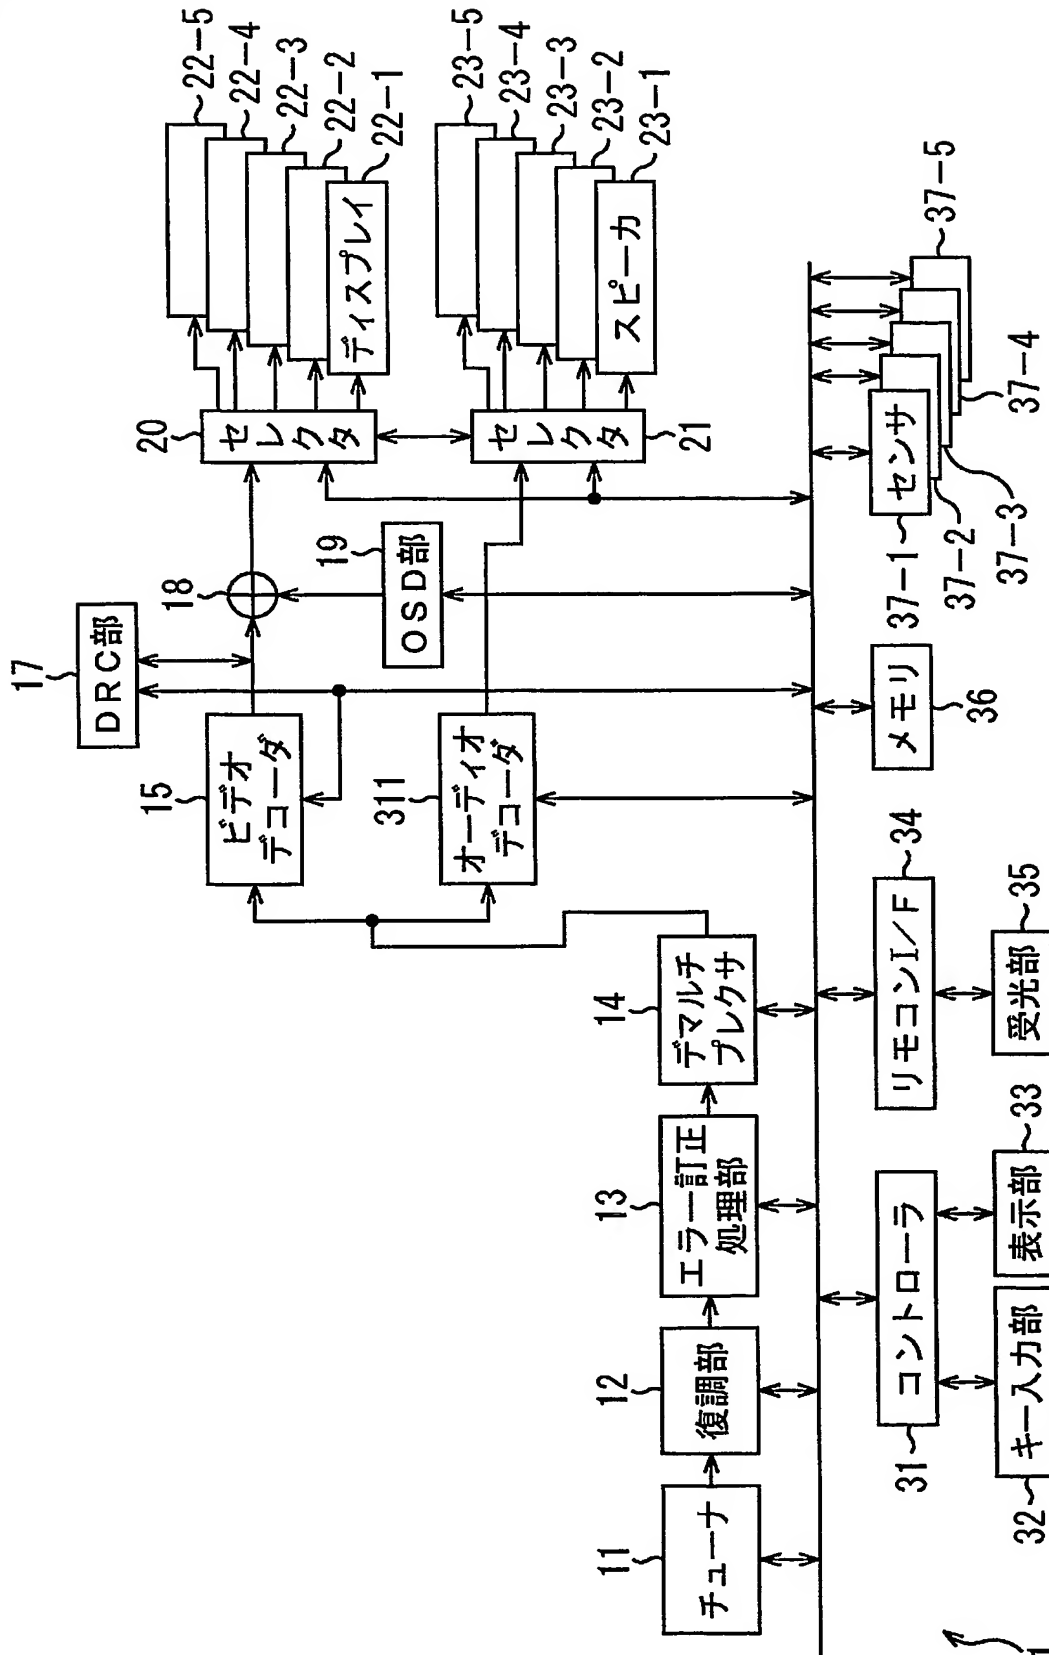 17
DRC部
15
ビデオ
デコーダ
18
19
OSD部
311
オーディオ
デコーダ
20
セレクタ
21
セレクタ
22-5
22-4
22-3
22-2
22-1
ディスプレイ
23-5
23-4
23-3
23-2
23-1
スピーカ
11
チューナ
12
復調部
13
エラー訂正
処理部
14
デマルチ
プレクサ
31
コントローラ
32
キー入力部
33
表示部
34
リモコンI/F
35
受光部
36
メモリ
37-1
センサ
37-2
37-3
37-4
37-5